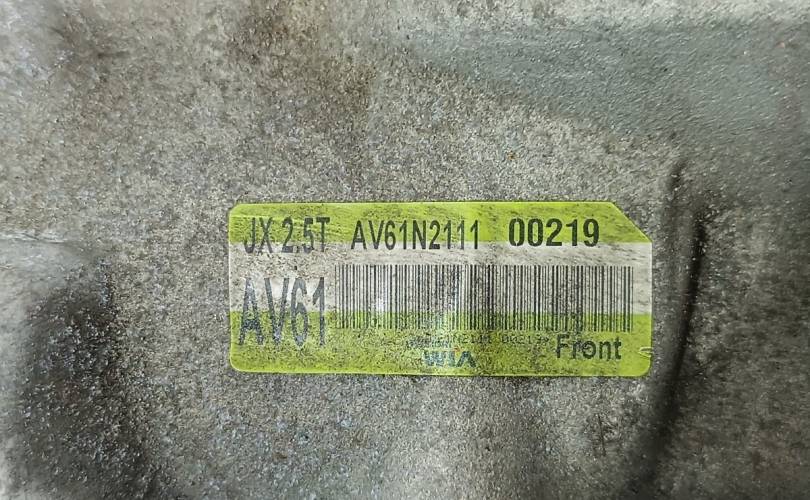 JX 2.5T AV61N2111 00219
AV61
WIA
Front